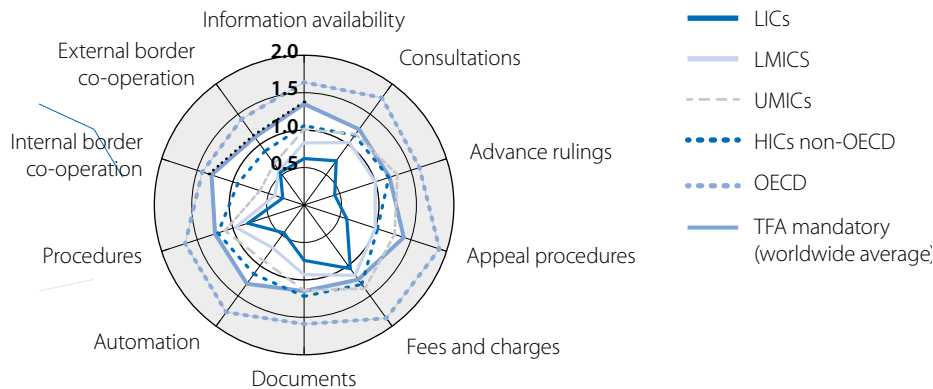 Information availability
2.0
1.5
1.0
0.5
External border
co-operation
Consultations
Internal border
co-operation
Advance rulings
Procedures
Appeal procedures
Automation
Fees and charges
Documents
LICs
LMICS
UMICs
HICs non-OECD
OECD
TFA mandatory
(worldwide average)